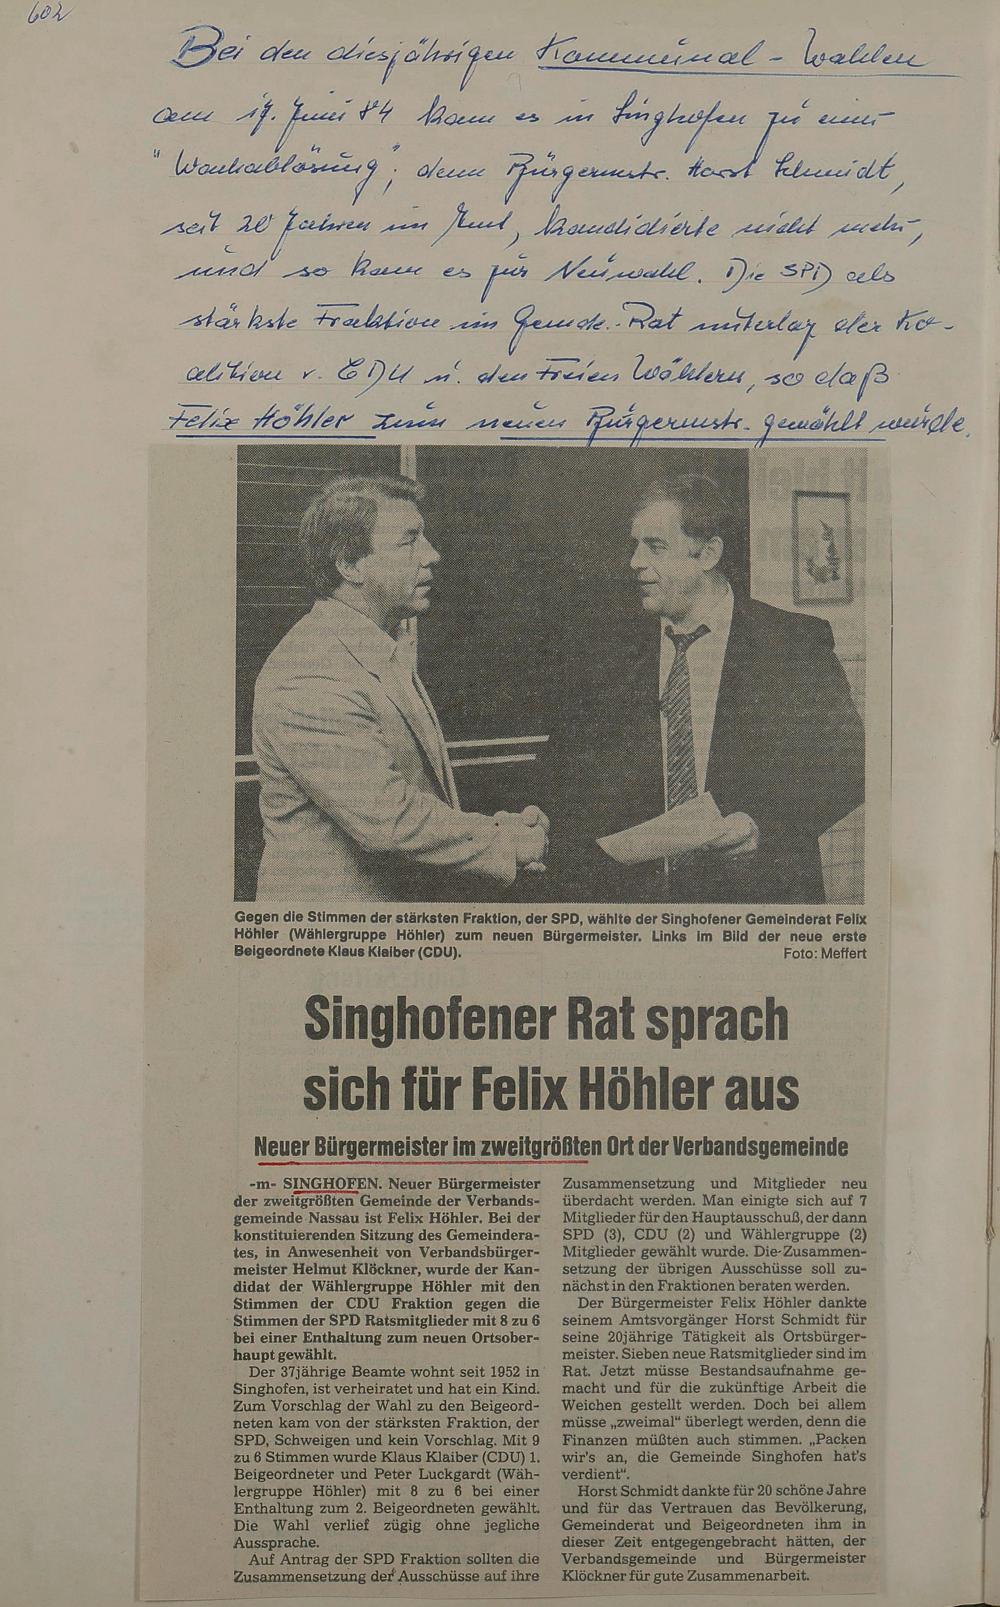 602
Bei den diesjährigen Kommunal-Wahlen
am 17. Juni 84 kam es in Singhofen zu einer
"Wachablösung", denn Bürgermstr. Horst Schmidt,
seit 20 Jahren im Amt, kandidierte nicht mehr,
und so kam es zur Neuwahl. Die SPD als
stärkste Fraktion im Gemde.-Rat unterlag der Ko-
alition v. CDU u. den Freien Wählern, so daß
Felix Höhler zum neuen Bürgermstr. gewählt wurde.
Gegen die Stimmen der stärksten Fraktion, der SPD, wählte der Singhofener Gemeinderat Felix
Höhler (Wählergruppe Höhler) zum neuen Bürgermeister. Links im Bild der neue erste
Beigeordnete Klaus Klaiber (CDU). Foto: Meffert
Singhofener Rat sprach
sich für Felix Höhler aus
Neuer Bürgermeister im zweitgrößten Ort der Verbandsgemeinde
-m- SINGHOFEN. Neuer Bürgermeister
der zweitgrößten Gemeinde der Verbands-
gemeinde Nassau ist Felix Höhler. Bei der
konstituierenden Sitzung des Gemeindera-
tes, in Anwesenheit von Verbandsbürger-
meister Helmut Klöckner, wurde der Kan-
didat der Wählergruppe Höhler mit den
Stimmen der CDU Fraktion gegen die
Stimmen der SPD Ratsmitglieder mit 8 zu 6
bei einer Enthaltung zum neuen Ortsober-
haupt gewählt.
Der 37jährige Beamte wohnt seit 1952 in
Singhofen, ist verheiratet und hat ein Kind.
Zum Vorschlag der Wahl zu den Beigeord-
neten kam von der stärksten Fraktion, der
SPD, Schweigen und kein Vorschlag. Mit 9
zu 6 Stimmen wurde Klaus Klaiber (CDU) 1.
Beigeordneter und Peter Luckgardt (Wäh-
lergruppe Höhler) mit 8 zu 6 bei einer
Enthaltung zum 2. Beigeordneten gewählt.
Die Wahl verlief zügig ohne jegliche
Aussprache.
Auf Antrag der SPD Fraktion sollten die
Zusammensetzung der Ausschüsse auf ihre
Zusammensetzung und Mitglieder neu
überdacht werden. Man einigte sich auf 7
Mitglieder für den Hauptausschuß, der dann
SPD (3), CDU (2) und Wählergruppe (2)
Mitglieder gewählt wurde. Die Zusammen-
setzung der übrigen Ausschüsse soll zu-
nächst in den Fraktionen beraten werden.
Der Bürgermeister Felix Höhler dankte
seinem Amtsvorgänger Horst Schmidt für
seine 20jährige Tätigkeit als Ortsbürger-
meister. Sieben neue Ratsmitglieder sind im
Rat. Jetzt müsse Bestandsaufnahme ge-
macht und für die zukünftige Arbeit die
Weichen gestellt werden. Doch bei allem
müsse „zweimal“ überlegt werden, denn die
Finanzen müßten auch stimmen. „Packen
wir's an, die Gemeinde Singhofen hat's
verdient“.
Horst Schmidt dankte für 20 schöne Jahre
und für das Vertrauen das Bevölkerung,
Gemeinderat und Beigeordneten ihm in
dieser Zeit entgegengebracht hätten, der
Verbandsgemeinde und Bürgermeister
Klöckner für gute Zusammenarbeit.